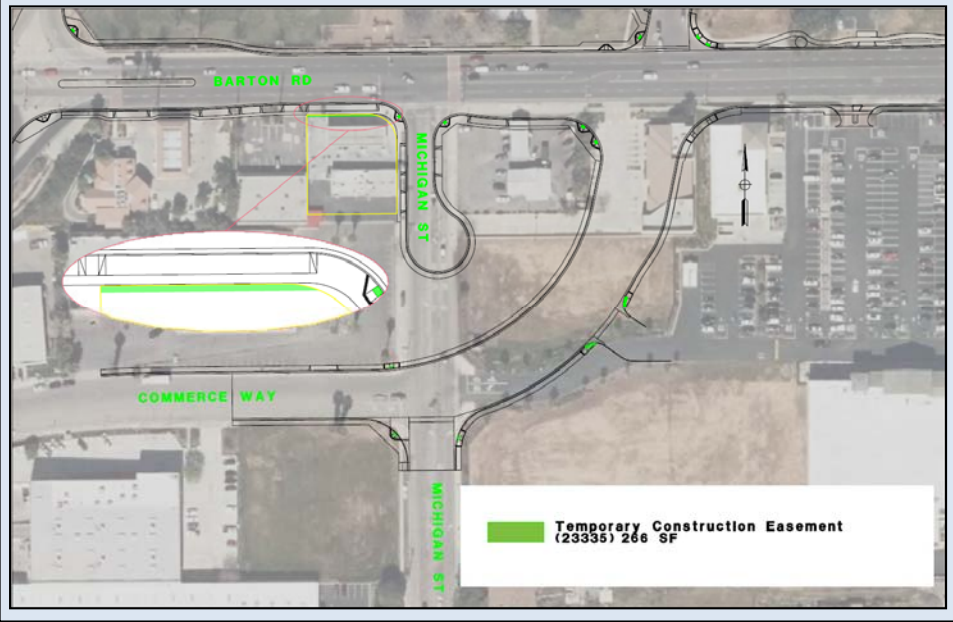 BARTON RD
MICHIGAN ST
COMMERCE WAY
MICHIGAN ST
Temporary Construction Easement
(23335) 266 SF